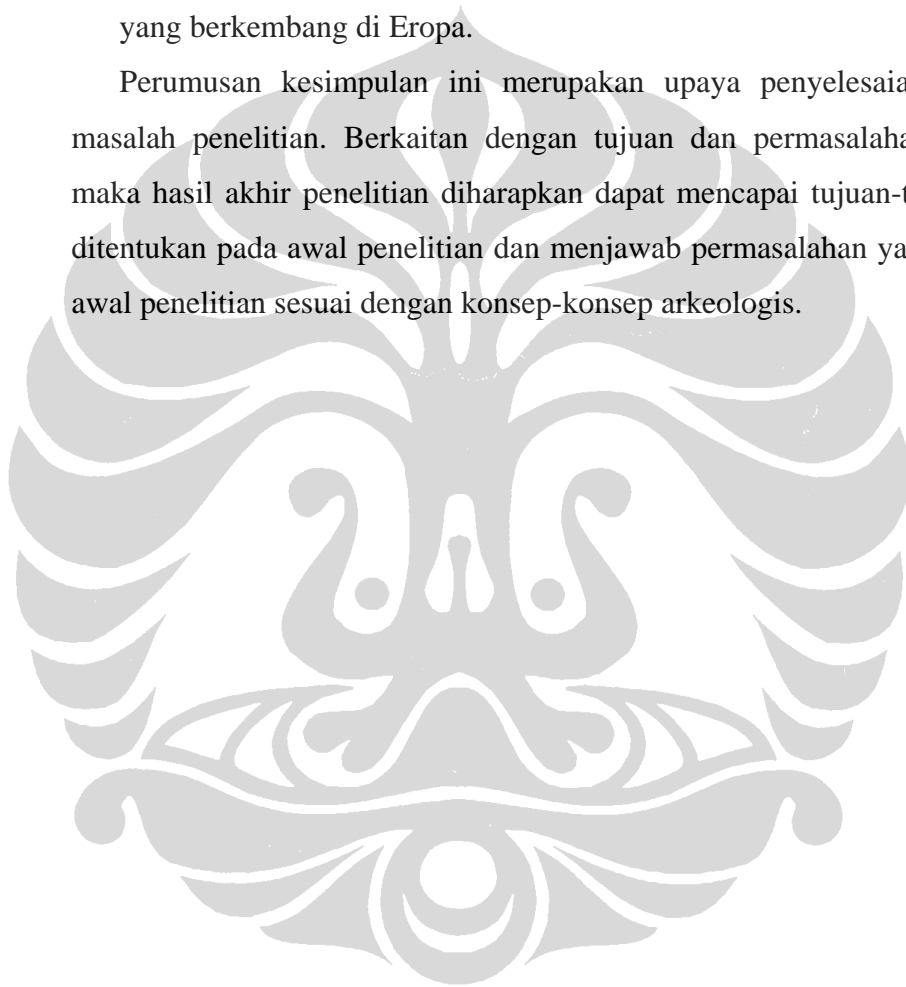 yang berkembang di Eropa.
Perumusan kesimpulan ini merupakan upaya penyelesaia
masalah penelitian. Berkaitan dengan tujuan dan permasalaha
maka hasil akhir penelitian diharapkan dapat mencapai tujuan-t
ditentukan pada awal penelitian dan menjawab permasalahan ya
awal penelitian sesuai dengan konsep-konsep arkeologis.